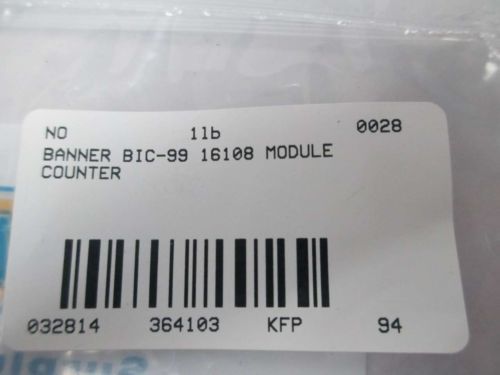 NO 1lb 0028
BANNER BIC-99 16108 MODULE
COUNTER
032814 364103 KFP 94